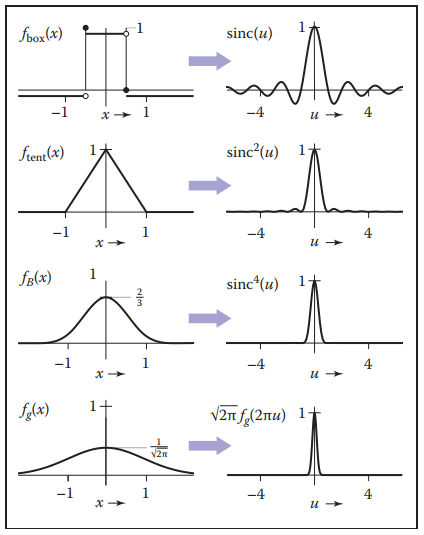 f_box(x) 1 sinc(u) 1
−1 x → 1 −4 u → 4
f_tent(x) 1 sinc²(u) 1
−1 x → 1 −4 u → 4
f_B(x) 1 2/3 sinc⁴(u) 1
−1 x → 1 −4 u → 4
f_g(x) 1 1/√2π √2π f_g(2πu) 1
−1 x → 1 −4 u → 4